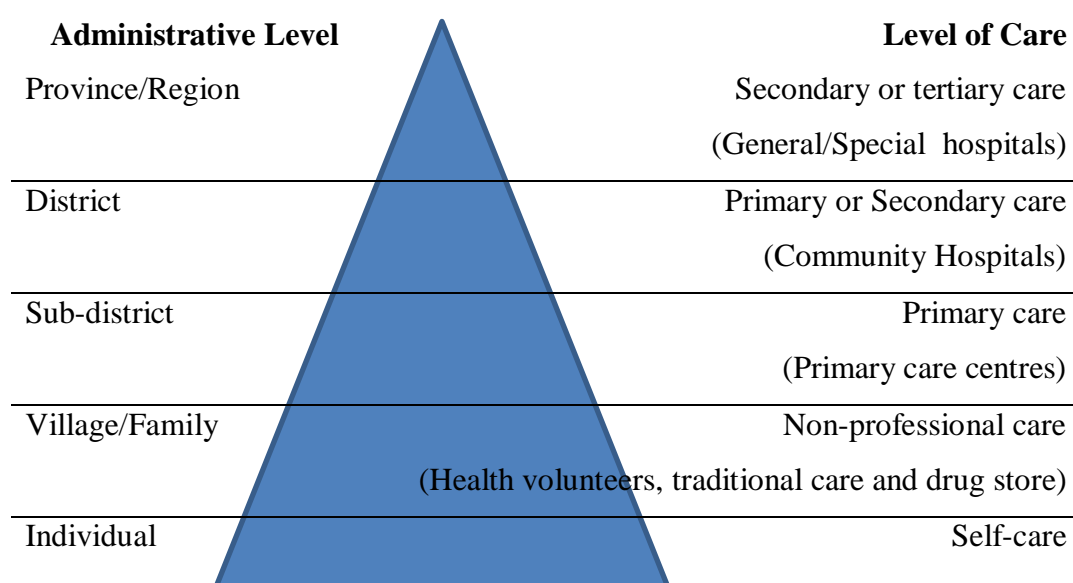 Administrative Level Level of Care
Province/Region Secondary or tertiary care
(General/Special hospitals)
District Primary or Secondary care
(Community Hospitals)
Sub-district Primary care
(Primary care centres)
Village/Family Non-professional care
(Health volunteers, traditional care and drug store)
Individual Self-care